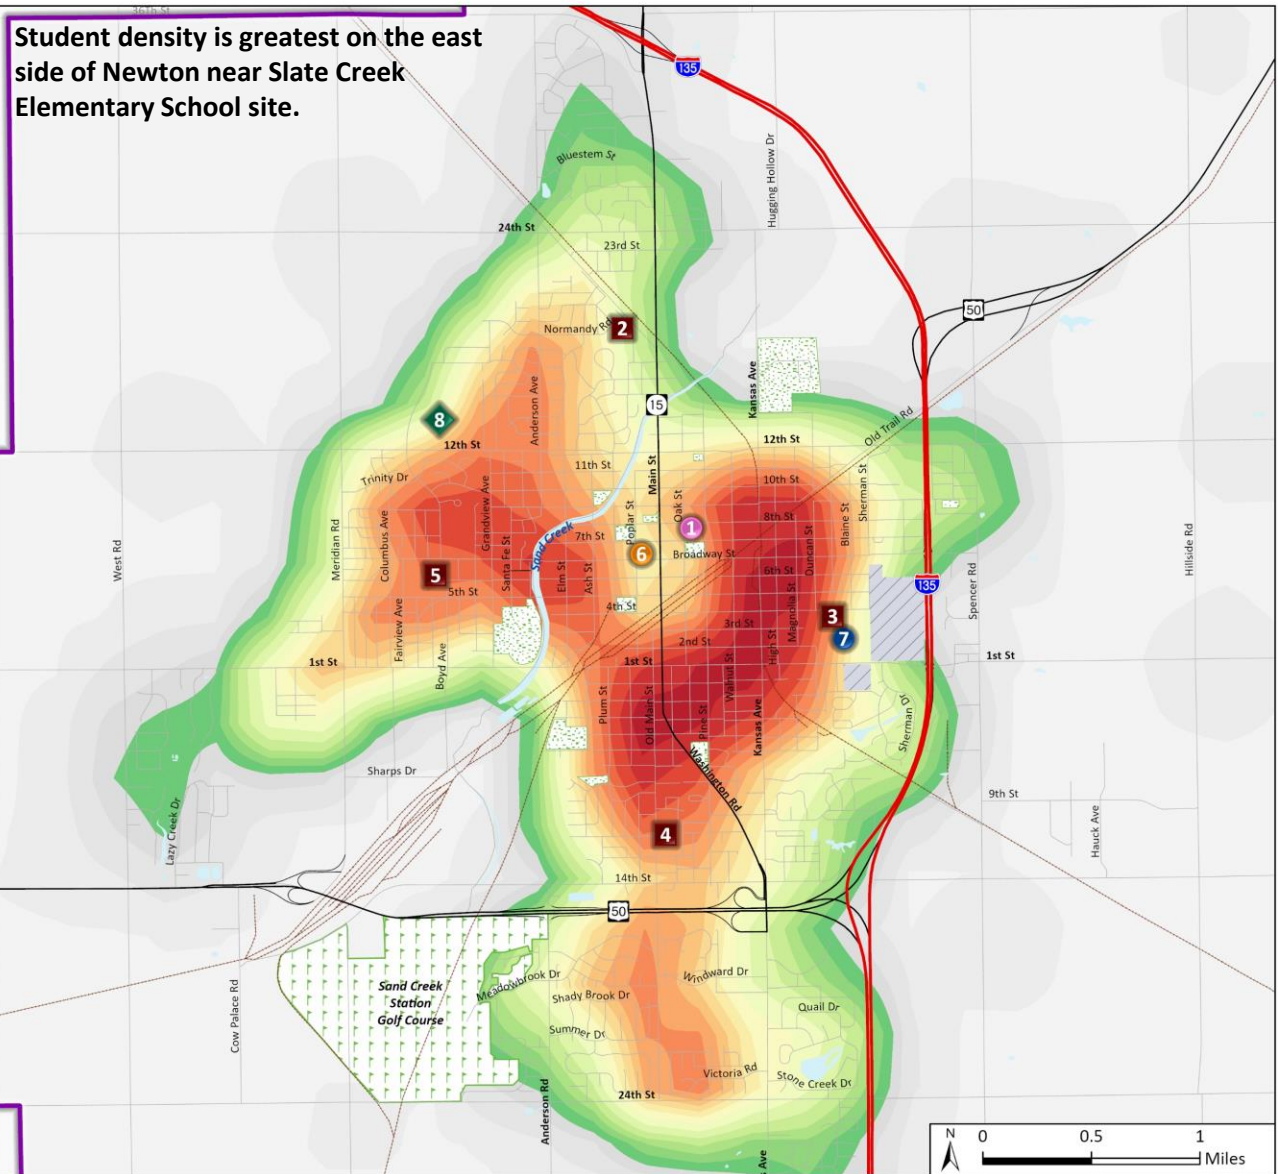 36th St
Student density is greatest on the east
side of Newton near Slate Creek
Elementary School site.
135
Bluestem St
Hugging Hollow Dr
24th St
23rd St
50
Normandy Rd
2
Anderson Ave
15
Kansas Ave
8
12th St
12th St
Old Trail Rd
Trinity Dr
11th St
Main St
10th St
Sherman St
Grandview Ave
Oak St
8th St
Columbus Ave
Poplar St
1
Blaine St
Duncan St
Meridian Rd
Sand Creek
7th St
Broadway St
West Rd
Hillside Rd
Santa Fe St
6
5
Elm St
Ash St
6th St
135
Spencer Rd
5th St
4th St
Magnolia St
3
Fairview Ave
3rd St
7
2nd St
High St
1st St
Boyd Ave
1st St
1st St
Walnut St
Plum St
Old Main St
Pine St
Kansas Ave
Sherman Dr
Sharps Dr
Washington Rd
9th St
Lazy Creek Dr
4
Hauck Ave
14th St
50
Cow Palace Rd
Sand Creek
Station
Golf Course
Meadowbrook Dr
Windward Dr
Shady Brook Dr
Quail Dr
Summer Dr
Victoria Rd
Stone Creek Dr
24th St
Anderson Rd
N
0 0.5 1
Miles